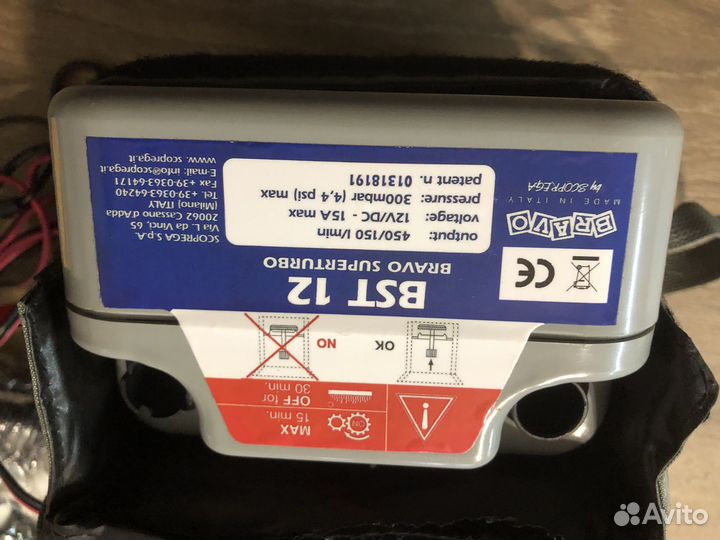 BST 12
BRAVO SUPERTURBO
output: 450/150 l/min
voltage: 12V/DC - 15A max
pressure: 300mbar (4,4 psi) max
patent n. 01318191
CE
BRAVO
MADE IN ITALY
by SCOPREGA
SCOPREGA S.p.A.
Via L. da Vinci, 65
20062 Cassano d'Adda
(Milano) ITALY
Tel. +39-0363-64240
Fax +39-0363-64171
E-mail: info@scoprega.it
www. scoprega.it
OK
NO
MAX
15 min.
ON
OFF for
30 min.
Avito